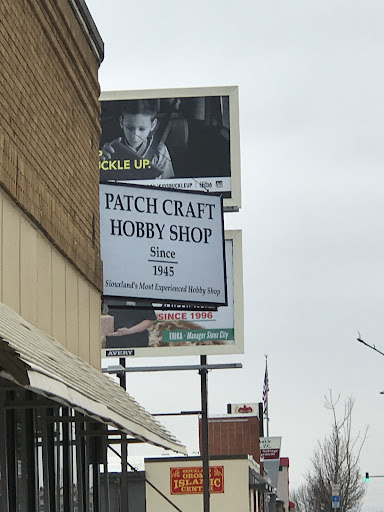 UCKLE UP.
PATCH CRAFT
HOBBY SHOP
Since
1945
Siouxland's Most Experienced Hobby Shop
SINCE 1996
ERIKA - Manager Sioux City
AVERY
OROMO
ISLAMIC
CENTER